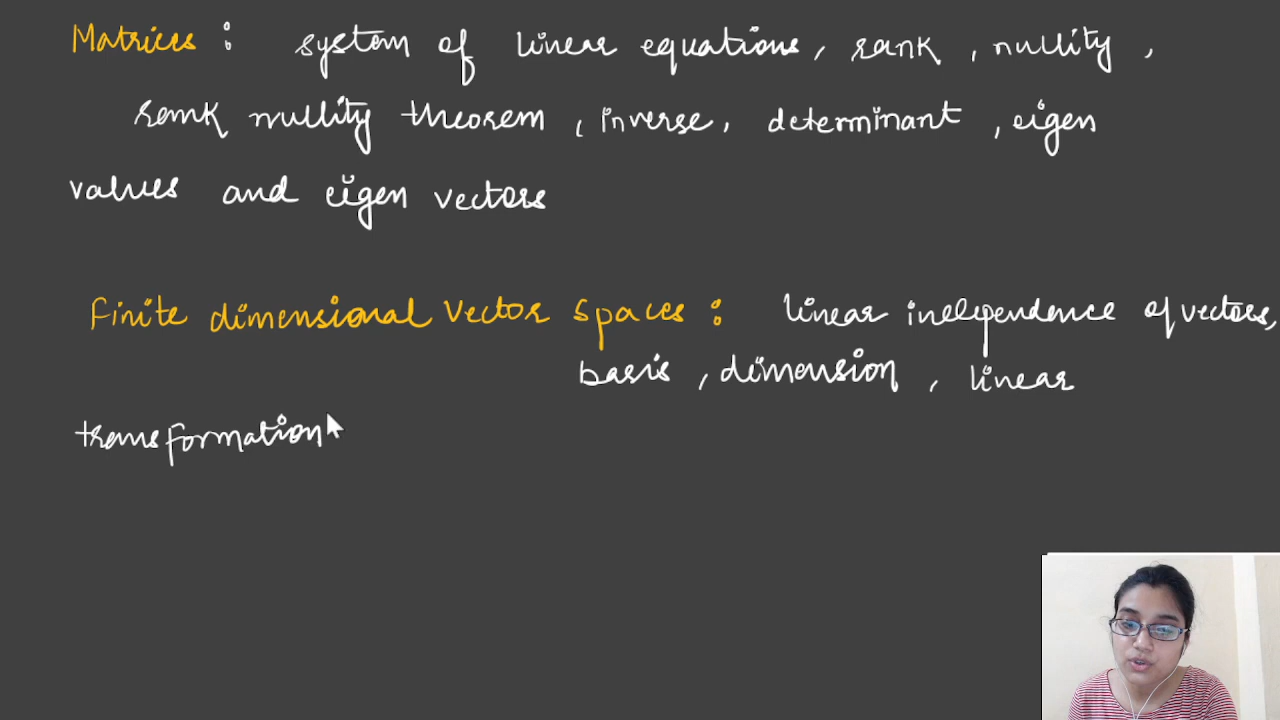 Matrices : system of linear equations, rank, nullity,
rank nullity theorem, inverse, determinant, eigen
values and eigen vectors
Finite dimensional Vector spaces : linear independence of vectors,
basis, dimension, linear
transformation